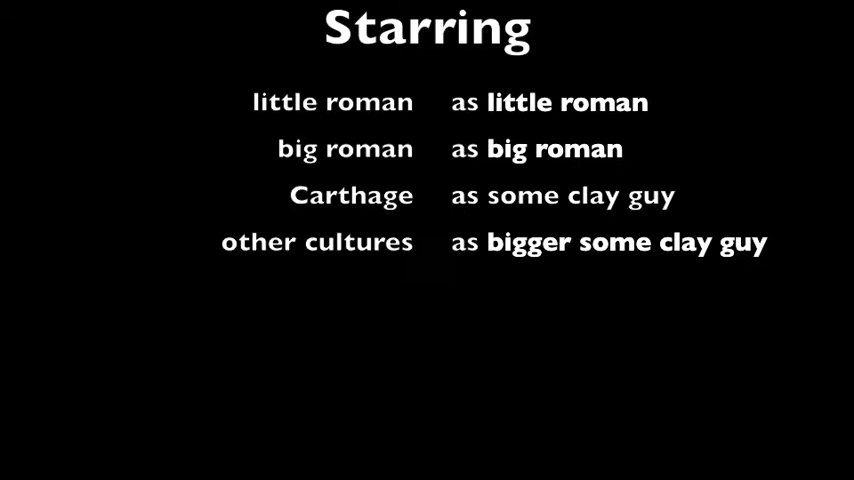 Starring
little roman as little roman
big roman as big roman
Carthage as some clay guy
other cultures as bigger some clay guy